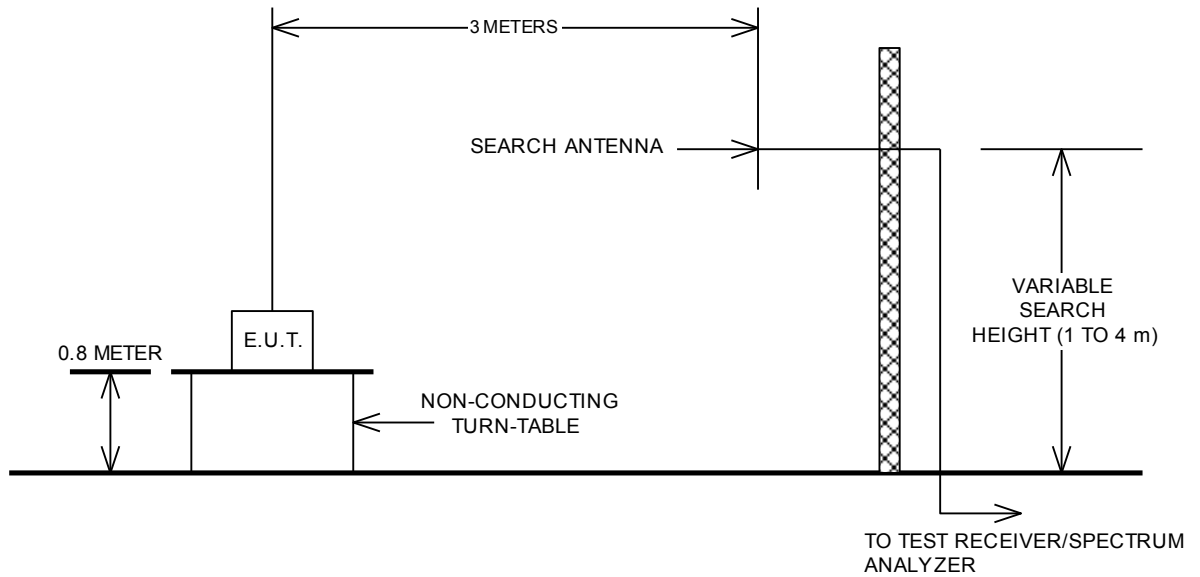 3 METERS
SEARCH ANTENNA
VARIABLE
SEARCH
HEIGHT (1 TO 4 m)
E.U.T.
0.8 METER
NON-CONDUCTING
TURN-TABLE
TO TEST RECEIVER/SPECTRUM
ANALYZER